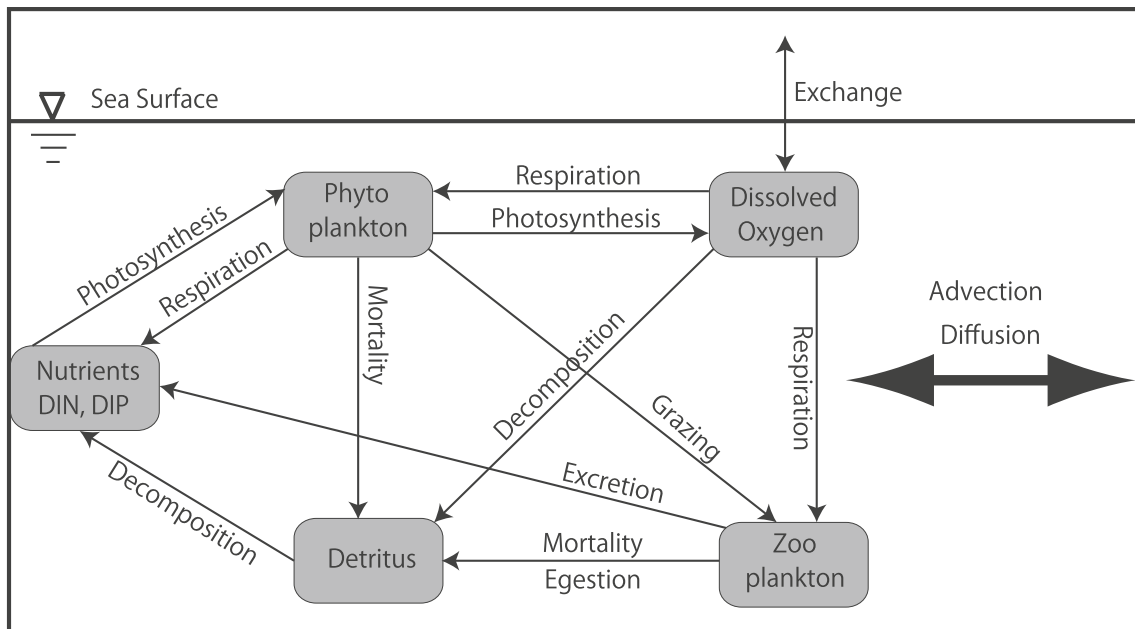 Sea Surface
Exchange
Phyto
plankton
Respiration
Photosynthesis
Dissolved
Oxygen
Photosynthesis
Respiration
Mortality
Decomposition
Grazing
Respiration
Advection
Diffusion
Nutrients
DIN, DIP
Decomposition
Excretion
Detritus
Mortality
Egestion
Zoo
plankton